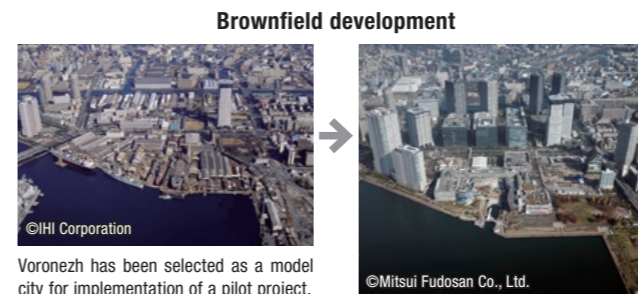 Brownfield development
©IHI Corporation
Voronezh has been selected as a model
city for implementation of a pilot project.
©Mitsui Fudosan Co., Ltd.